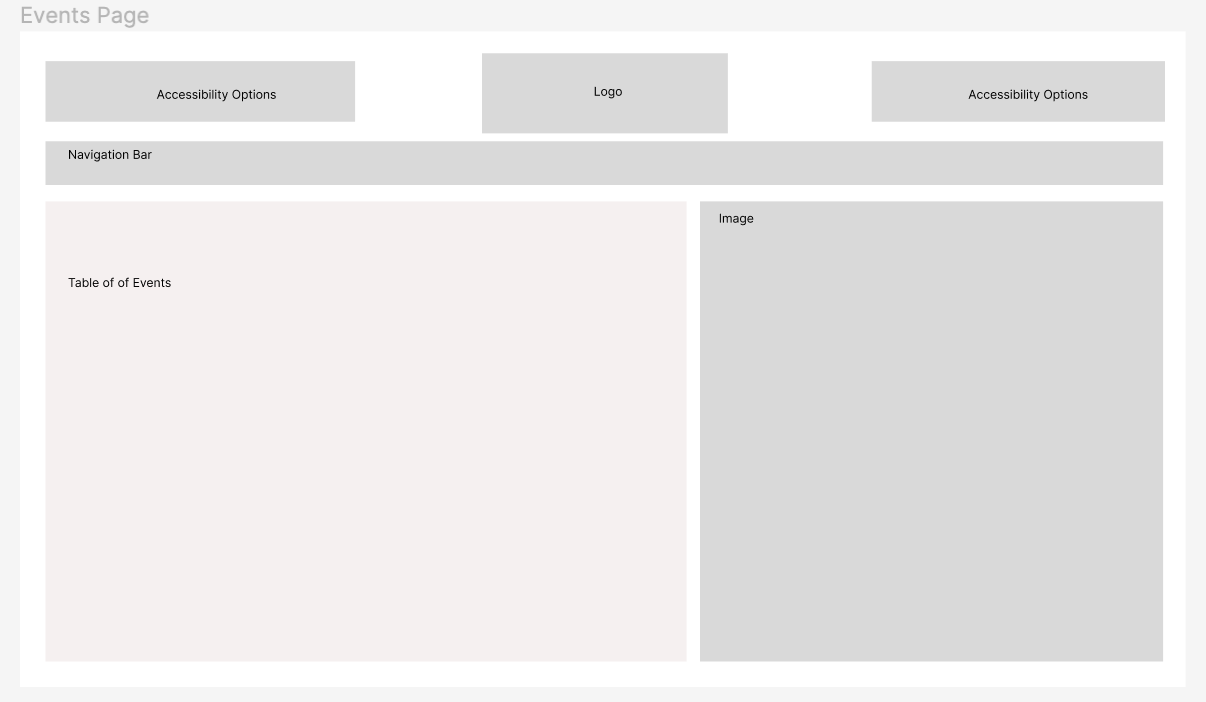 Events Page
Accessibility Options
Logo
Accessibility Options
Navigation Bar
Image
Table of of Events